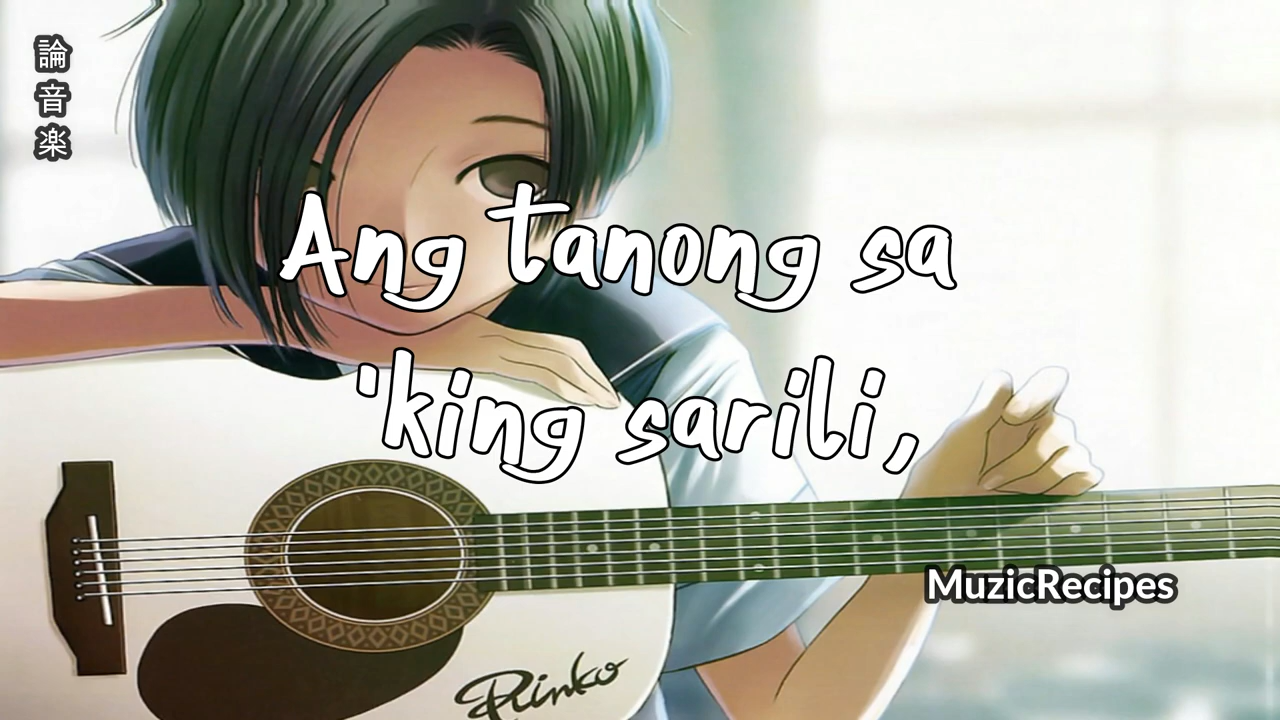 論音楽
Ang tanong sa
'king sarili,
MuzicRecipes
Rinko